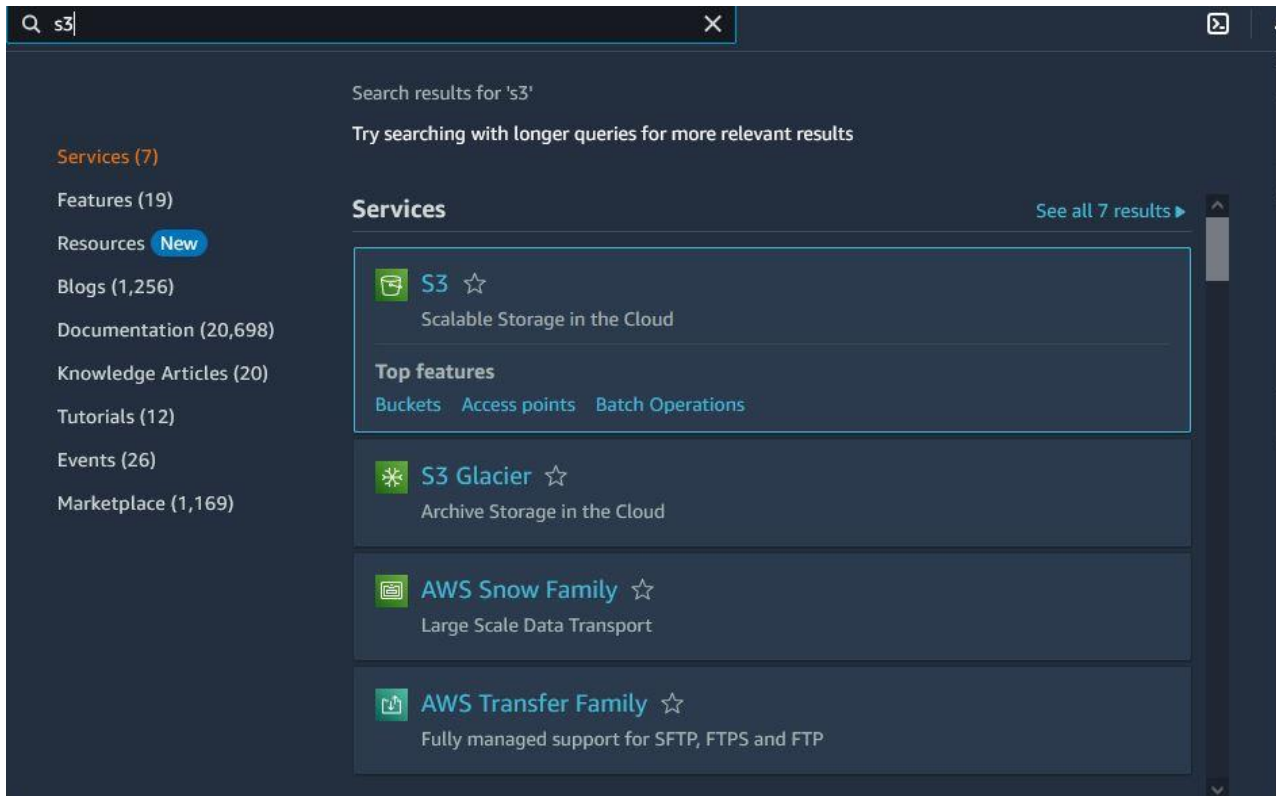 s3
Search results for 's3'
Try searching with longer queries for more relevant results
Services (7)
Features (19)
Resources New
Blogs (1,256)
Documentation (20,698)
Knowledge Articles (20)
Tutorials (12)
Events (26)
Marketplace (1,169)
Services
See all 7 results
S3
Scalable Storage in the Cloud
Top features
Buckets Access points Batch Operations
S3 Glacier
Archive Storage in the Cloud
AWS Snow Family
Large Scale Data Transport
AWS Transfer Family
Fully managed support for SFTP, FTPS and FTP